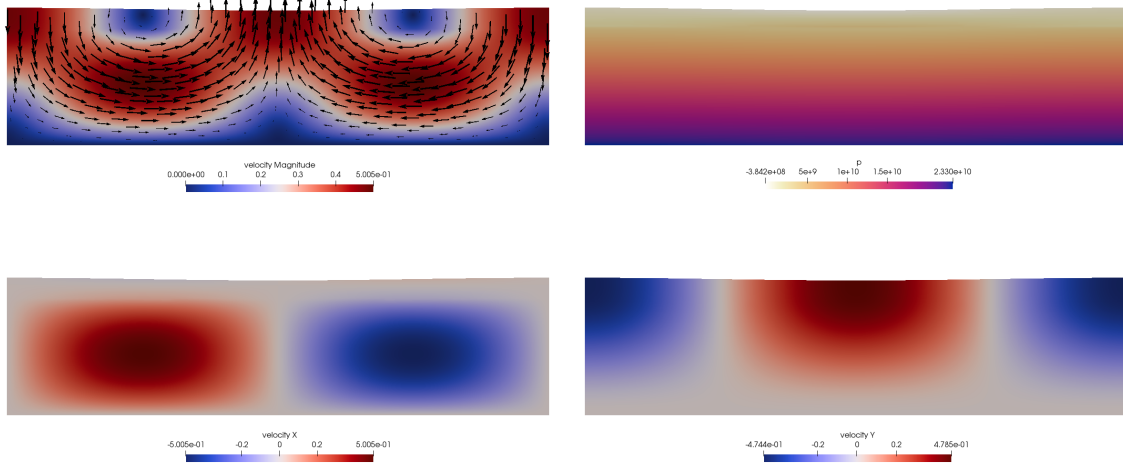 velocity Magnitude
0.000e+00 0.1 0.2 0.3 0.4 5.005e-01
p
-3.842e+08 5e+9 1e+10 1.5e+10 2.330e+10
velocity X
-5.005e-01 -0.2 0 0.2 5.005e-01
velocity Y
-4.744e-01 -0.2 0 0.2 4.785e-01